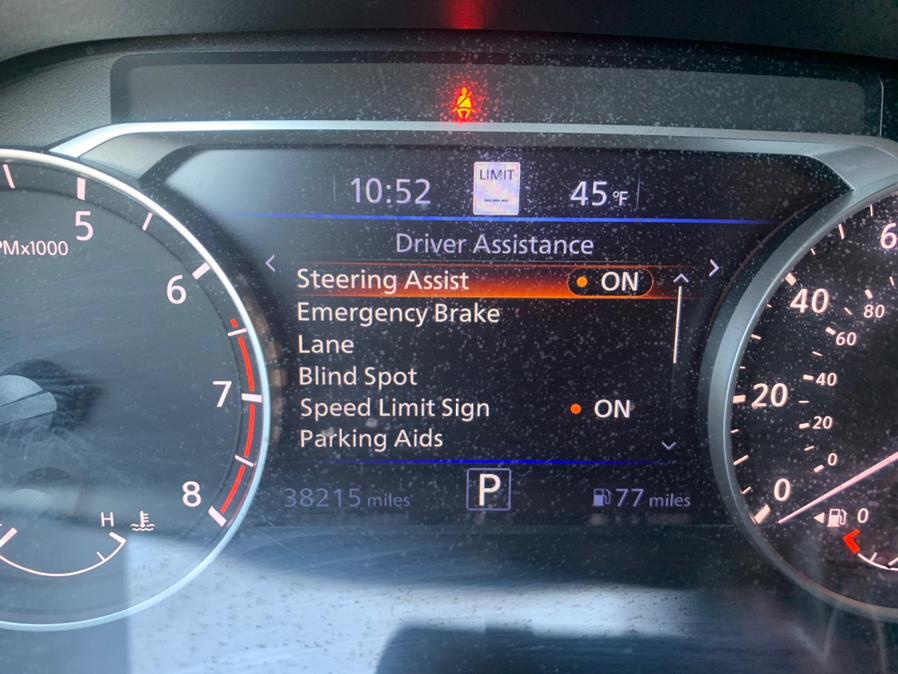 10:52
LIMIT
---
45°F
Driver Assistance
Steering Assist ON
Emergency Brake
Lane
Blind Spot
Speed Limit Sign ON
Parking Aids
38215 miles
P
77 miles
5
6
7
8
H
0
20
40
0
20
40
60
80
0